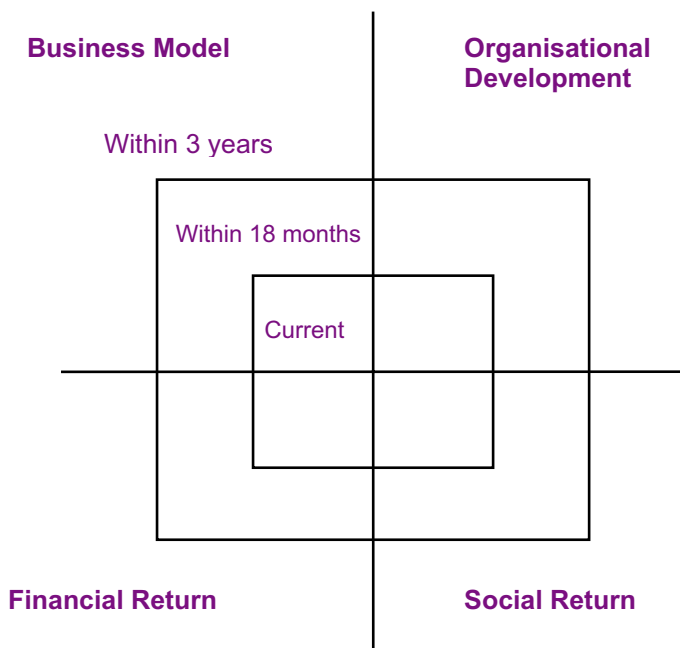 Business Model
Organisational
Development
Within 3 years
Within 18 months
Current
Financial Return
Social Return